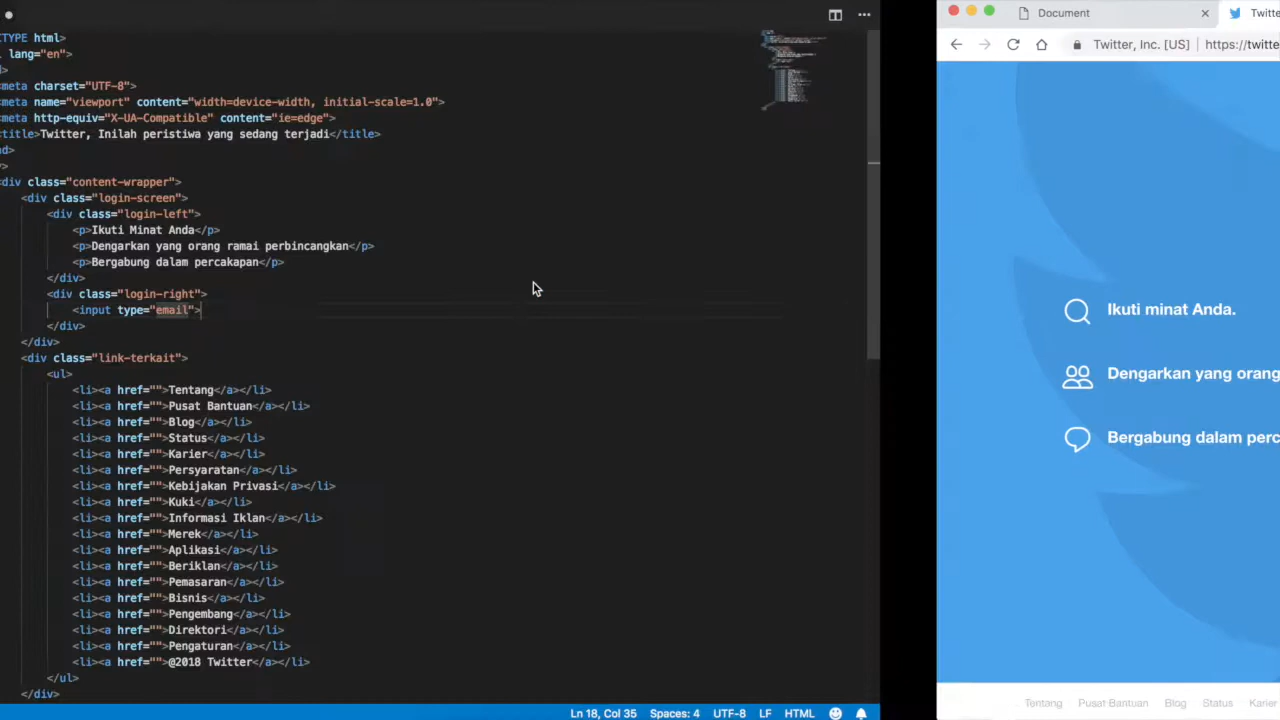 CTYPE html>
lang="en">
d>
meta charset="UTF-8">
meta name="viewport" content="width=device-width, initial-scale=1.0">
meta http-equiv="X-UA-Compatible" content="ie=edge">
title>Twitter, Inilah peristiwa yang sedang terjadi</title>
ad>
y>
div class="content-wrapper">
<div class="login-screen">
<div class="login-left">
<p>Ikuti Minat Anda</p>
<p>Dengarkan yang orang ramai perbincangkan</p>
<p>Bergabung dalam percakapan</p>
</div>
<div class="login-right">
<input type="email">
</div>
</div>
<div class="link-terkait">
<ul>
<li><a href="">Tentang</a></li>
<li><a href="">Pusat Bantuan</a></li>
<li><a href="">Blog</a></li>
<li><a href="">Status</a></li>
<li><a href="">Karier</a></li>
<li><a href="">Persyaratan</a></li>
<li><a href="">Kebijakan Privasi</a></li>
<li><a href="">Kuki</a></li>
<li><a href="">Informasi Iklan</a></li>
<li><a href="">Merek</a></li>
<li><a href="">Aplikasi</a></li>
<li><a href="">Beriklan</a></li>
<li><a href="">Pemasaran</a></li>
<li><a href="">Bisnis</a></li>
<li><a href="">Pengembang</a></li>
<li><a href="">Direktori</a></li>
<li><a href="">Pengaturan</a></li>
<li><a href="">@2018 Twitter</a></li>
</ul>
</div>
Ln 18, Col 35 Spaces: 4 UTF-8 LF HTML
Document Twitte
Twitter, Inc. [US] | https://twitte
Ikuti minat Anda.
Dengarkan yang orang
Bergabung dalam perc
Tentang Pusat Bantuan Blog Status Karier